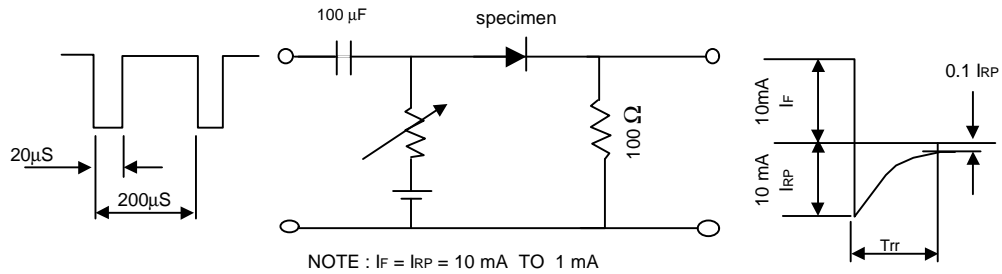 100 µF
specimen
20µS
200µS
100 Ω
10mA
IF
10 mA
IRP
0.1 IRP
Trr
NOTE : IF = IRP = 10 mA TO 1 mA